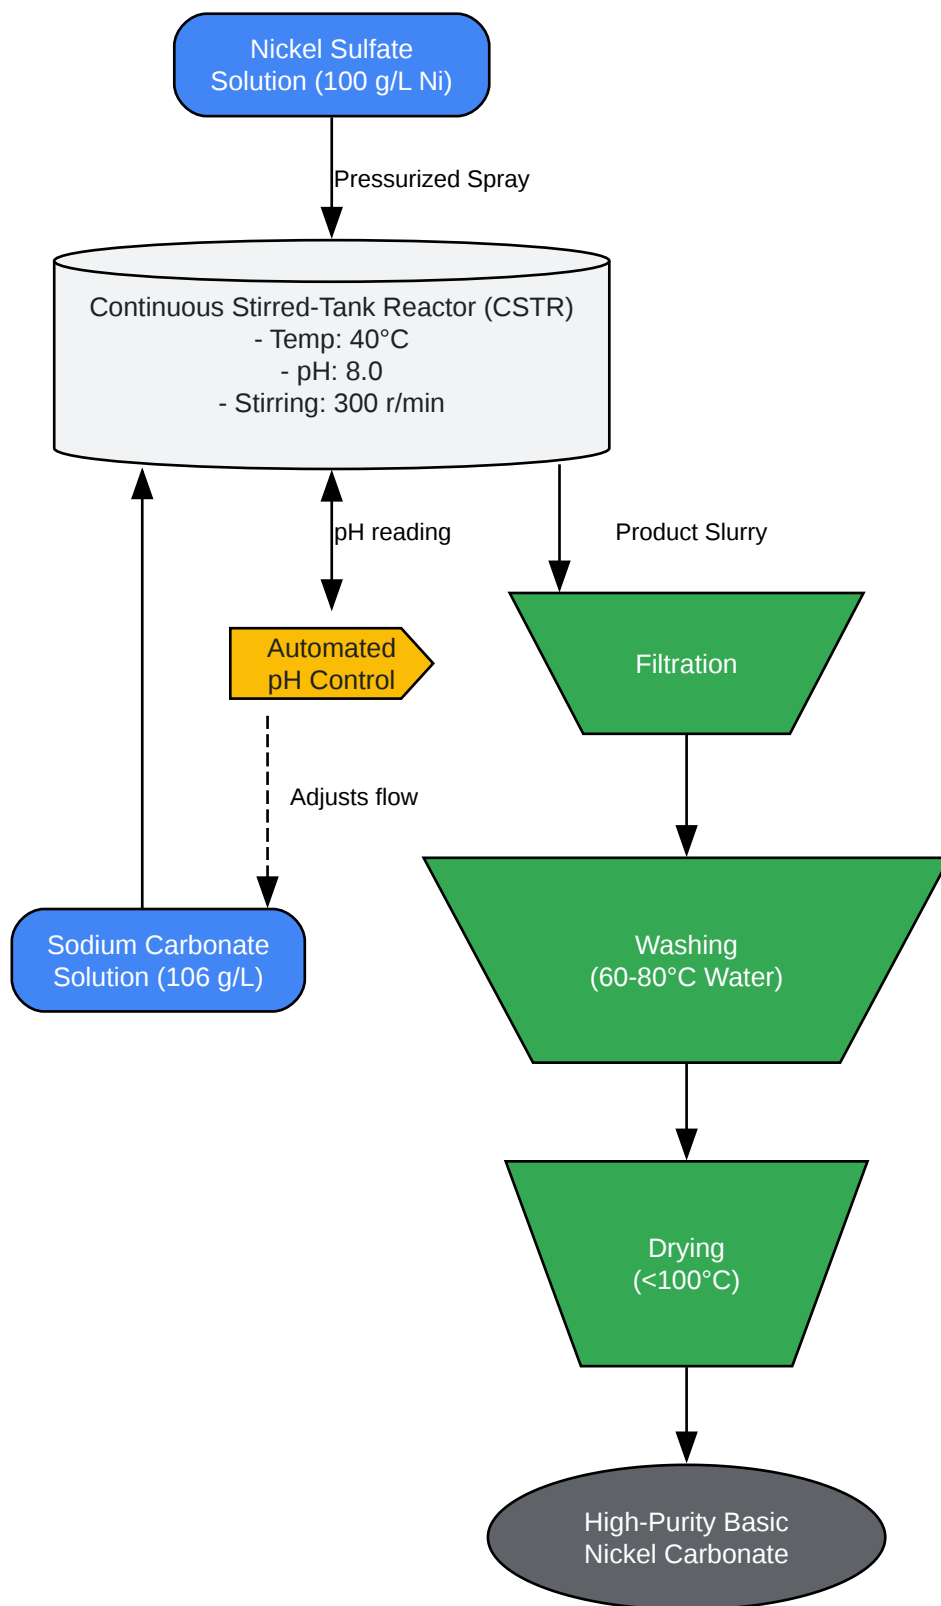 Nickel Sulfate
Solution (100 g/L Ni)
Pressurized Spray
Continuous Stirred-Tank Reactor (CSTR)
- Temp: 40°C
- pH: 8.0
- Stirring: 300 r/min
pH reading
Product Slurry
Automated
pH Control
Filtration
Adjusts flow
Sodium Carbonate
Solution (106 g/L)
Washing
(60-80°C Water)
Drying
(<100°C)
High-Purity Basic
Nickel Carbonate